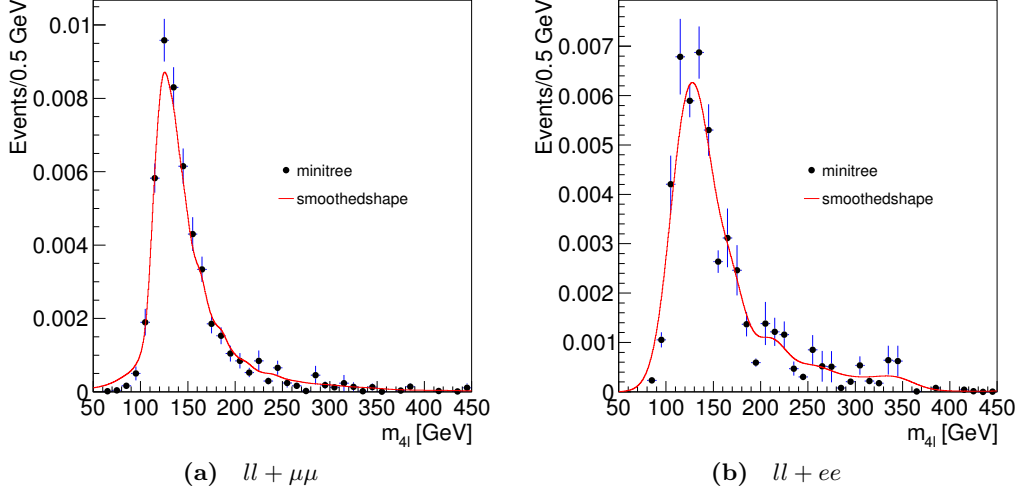 Events/0.5 GeV
0.01
0.008
0.006
0.004
0.002
0
minitree
smoothedshape
50 100 150 200 250 300 350 400 450
m4l [GeV]
(a) ll + μμ
Events/0.5 GeV
0.007
0.006
0.005
0.004
0.003
0.002
0.001
0
minitree
smoothedshape
50 100 150 200 250 300 350 400 450
m4l [GeV]
(b) ll + ee